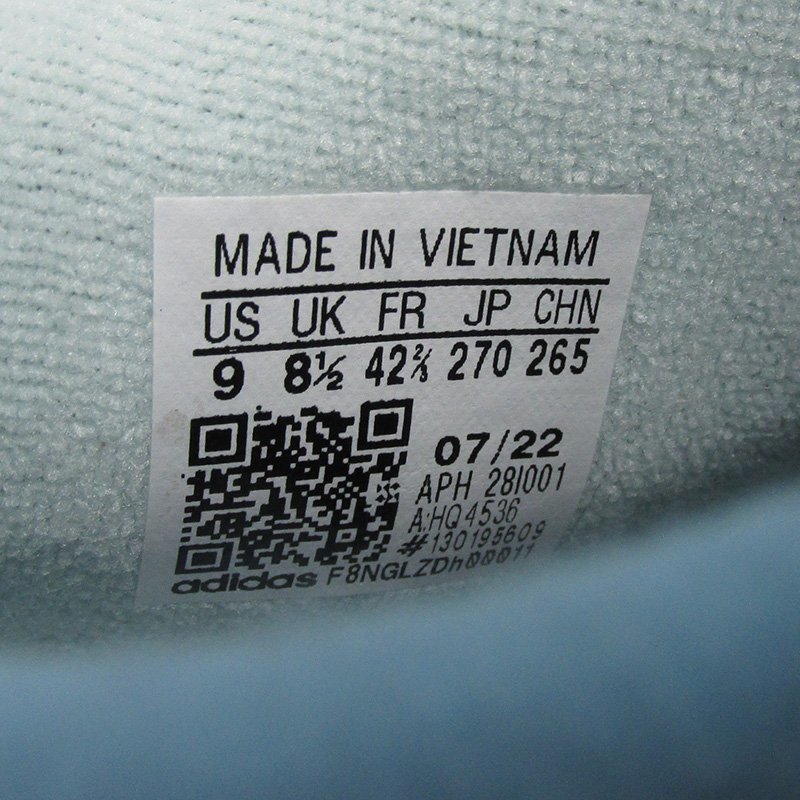 MADE IN VIETNAM
US UK FR JP CHN
9 8½ 42⅔ 270 265
07/22
APH 28I001
A:HQ4536
#130195609
adidas F8NGLZDh00011